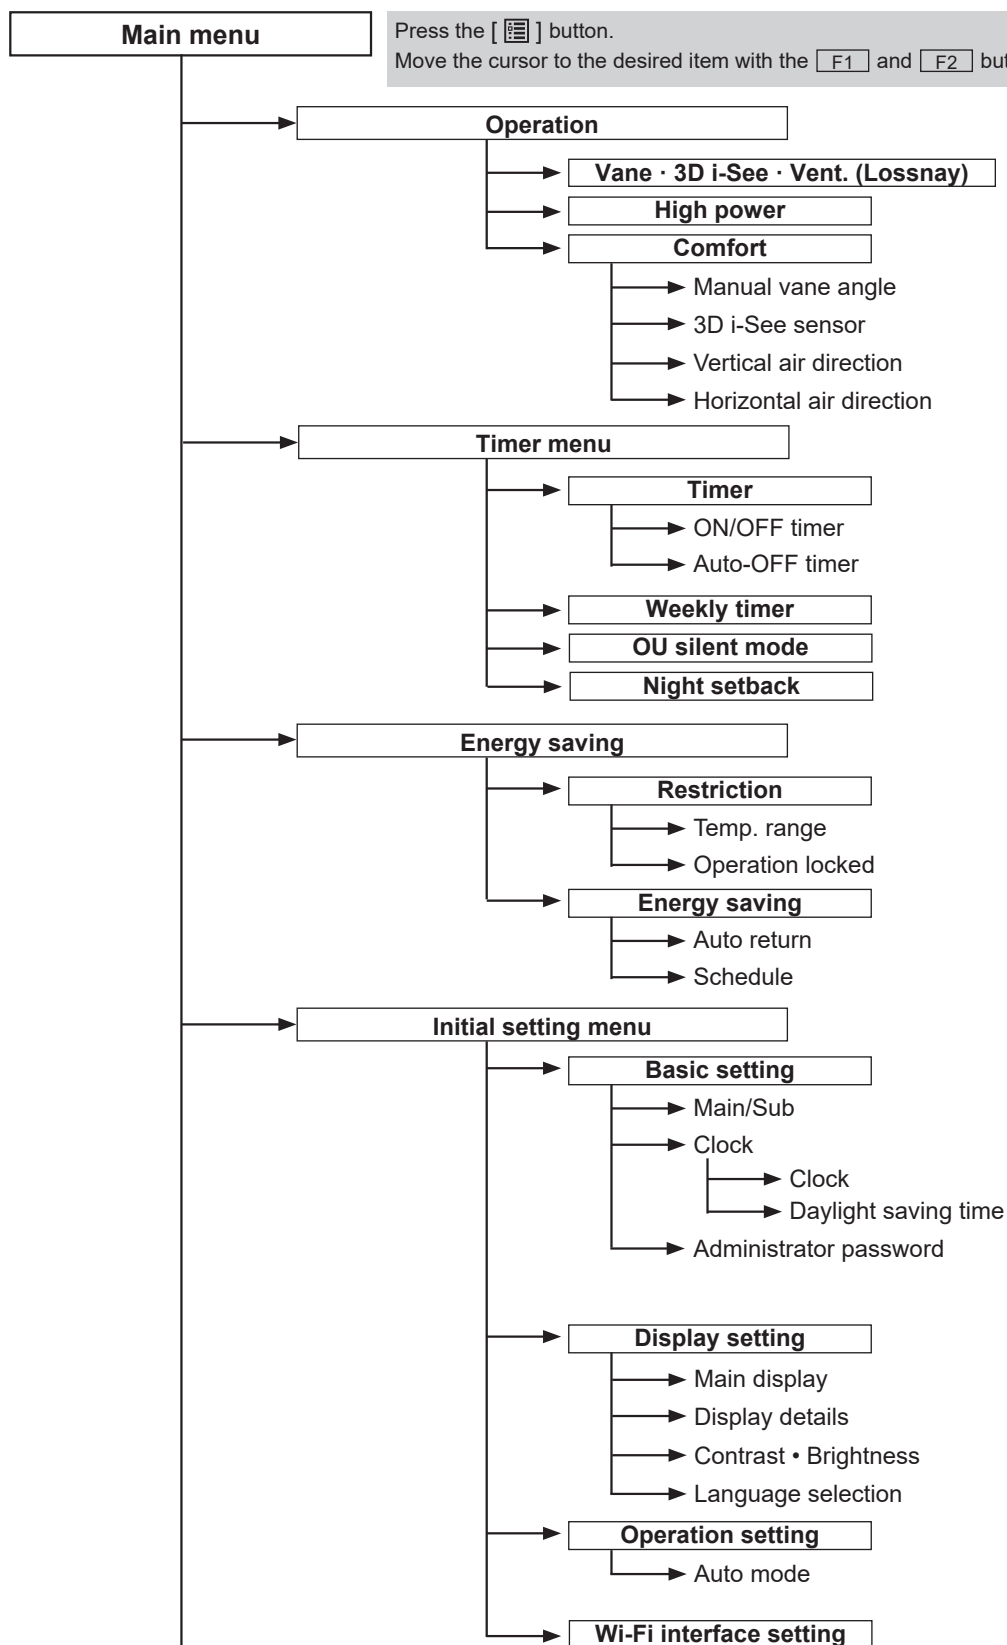 Main menu
Press the [ ] button.
Move the cursor to the desired item with the F1 and F2 but
Operation
Vane · 3D i-See · Vent. (Lossnay)
High power
Comfort
Manual vane angle
3D i-See sensor
Vertical air direction
Horizontal air direction
Timer menu
Timer
ON/OFF timer
Auto-OFF timer
Weekly timer
OU silent mode
Night setback
Energy saving
Restriction
Temp. range
Operation locked
Energy saving
Auto return
Schedule
Initial setting menu
Basic setting
Main/Sub
Clock
Clock
Daylight saving time
Administrator password
Display setting
Main display
Display details
Contrast • Brightness
Language selection
Operation setting
Auto mode
Wi-Fi interface setting